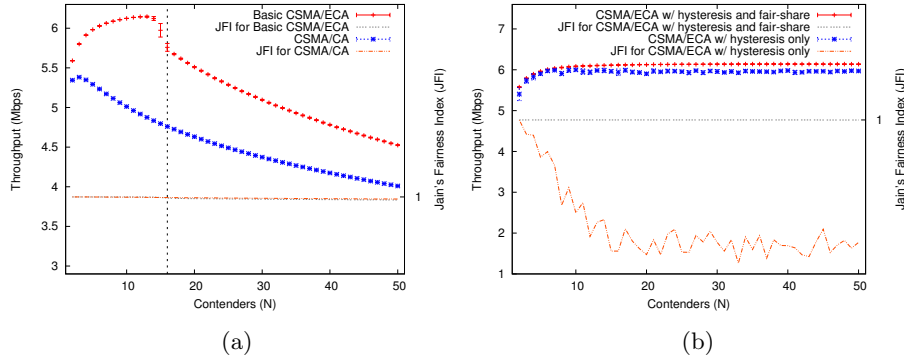 Basic CSMA/ECA
JFI for Basic CSMA/ECA
CSMA/CA
JFI for CSMA/CA
Throughput (Mbps)
6.5
6
5.5
5
4.5
4
3.5
3
1
Jain's Fairness Index (JFI)
10 20 30 40 50
Contenders (N)
(a)
CSMA/ECA w/ hysteresis and fair-share
JFI for CSMA/ECA w/ hysteresis and fair-share
CSMA/ECA w/ hysteresis only
JFI for CSMA/ECA w/ hysteresis only
Throughput (Mbps)
7
6
5
4
3
2
1
1
Jain's Fairness Index (JFI)
10 20 30 40 50
Contenders (N)
(b)